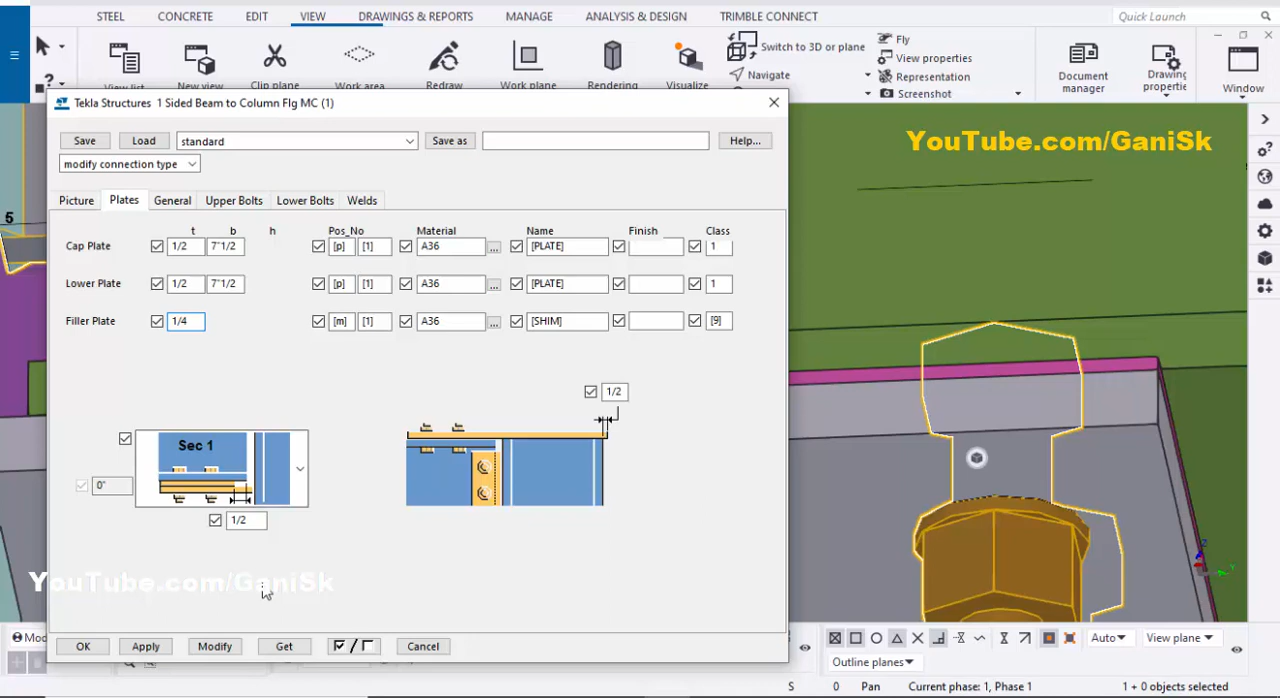 STEEL CONCRETE EDIT VIEW DRAWINGS & REPORTS MANAGE ANALYSIS & DESIGN TRIMBLE CONNECT Quick Launch
Switch to 3D or plane
Fly
View properties
Navigate
Representation
Screenshot
View list New view Clip plane Work area Redraw Work plane Rendering Visualize
Document manager
Drawing properties
Window
Tekla Structures 1 Sided Beam to Column Flg MC (1)
YouTube.com/GaniSk
Save Load standard Save as Help...
modify connection type
Picture Plates General Upper Bolts Lower Bolts Welds
5
t b h Pos_No Material Name Finish Class
Cap Plate 1/2 7"1/2 [p] [1] A36 ... [PLATE] 1
Lower Plate 1/2 7"1/2 [p] [1] A36 ... [PLATE] 1
Filler Plate 1/4 [m] [1] A36 ... [SHIM] [9]
1/2
Sec 1
0"
1/2
YouTube.com/GaniSk
OK Apply Modify Get / Cancel
Mod
Auto View plane
Outline planes
S 0 Pan Current phase: 1, Phase 1 1 + 0 objects selected